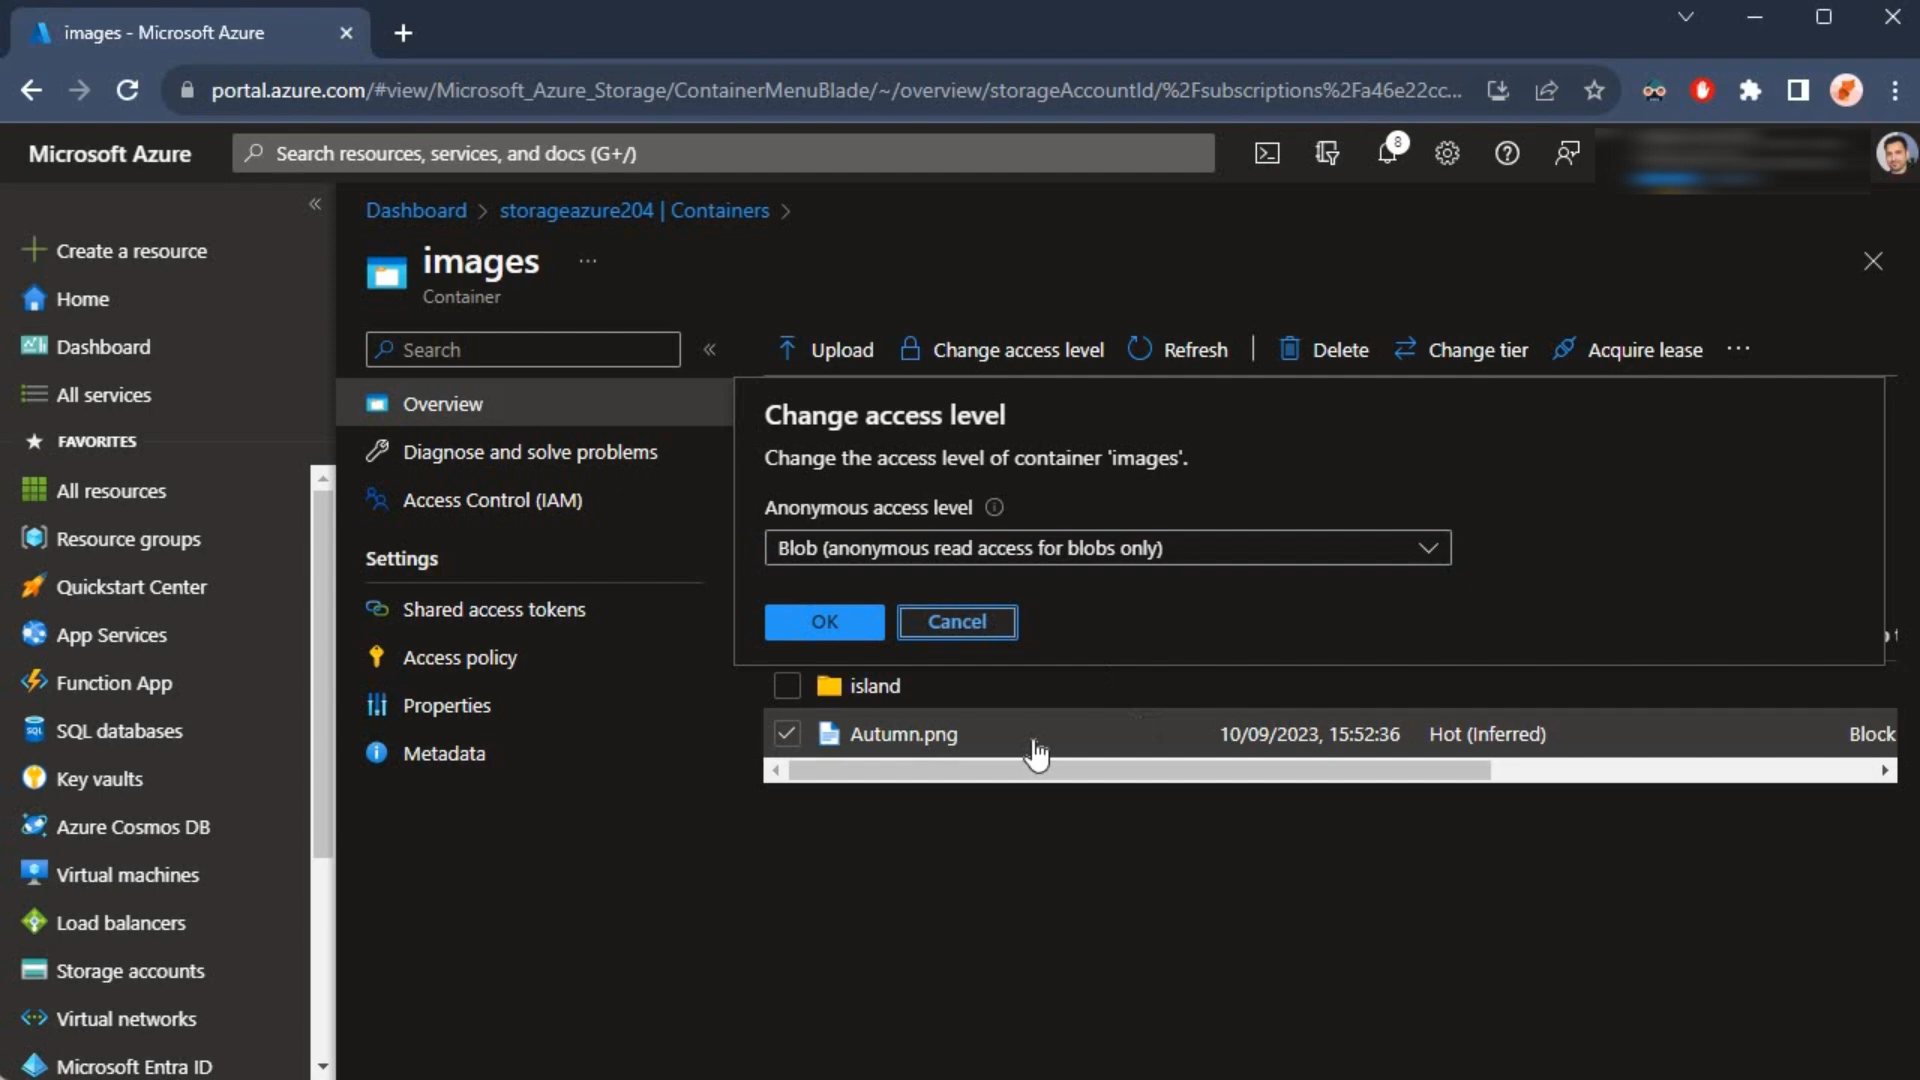 images - Microsoft Azure
portal.azure.com/#view/Microsoft_Azure_Storage/ContainerMenuBlade/~/overview/storageAccountId/%2Fsubscriptions%2Fa46e22cc...
Microsoft Azure
Search resources, services, and docs (G+/)
8
Dashboard > storageazure204 | Containers >
images ...
Container
Create a resource
Home
Dashboard
All services
FAVORITES
All resources
Resource groups
Quickstart Center
App Services
Function App
SQL databases
Key vaults
Azure Cosmos DB
Virtual machines
Load balancers
Storage accounts
Virtual networks
Microsoft Entra ID
Search
Overview
Diagnose and solve problems
Access Control (IAM)
Settings
Shared access tokens
Access policy
Properties
Metadata
Upload Change access level Refresh Delete Change tier Acquire lease ...
Change access level
Change the access level of container 'images'.
Anonymous access level
Blob (anonymous read access for blobs only)
OK Cancel
island
Autumn.png 10/09/2023, 15:52:36 Hot (Inferred) Block